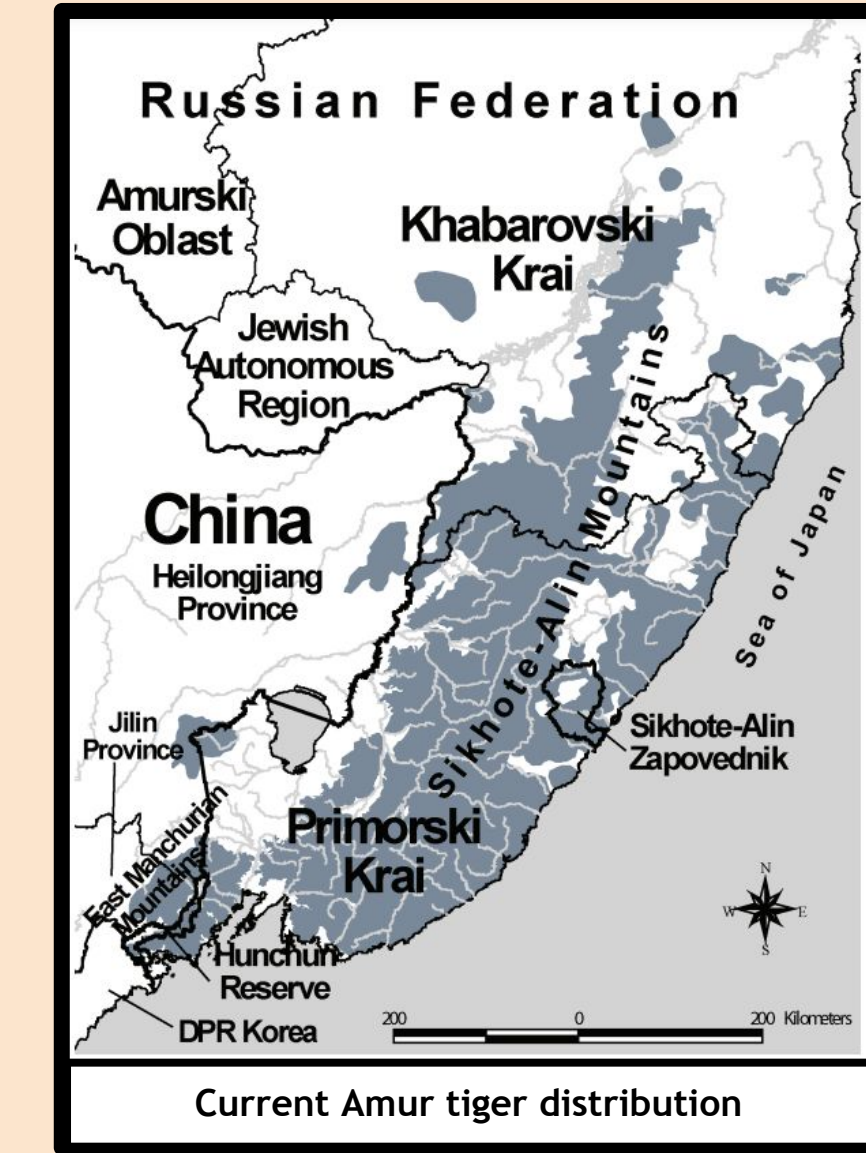 Russian Federation
Amurski
Oblast
Khabarovski
Krai
Jewish
Autonomous
Region
China
Heilongjiang
Province
Sikhote-Alin Mountains
Sea of Japan
Jilin
Province
Sikhote-Alin
Zapovednik
East Manchurian
Mountains
Primorski
Krai
N
W
E
S
Hunchun
Reserve
DPR Korea
200 0 200 Kilometers
Current Amur tiger distribution